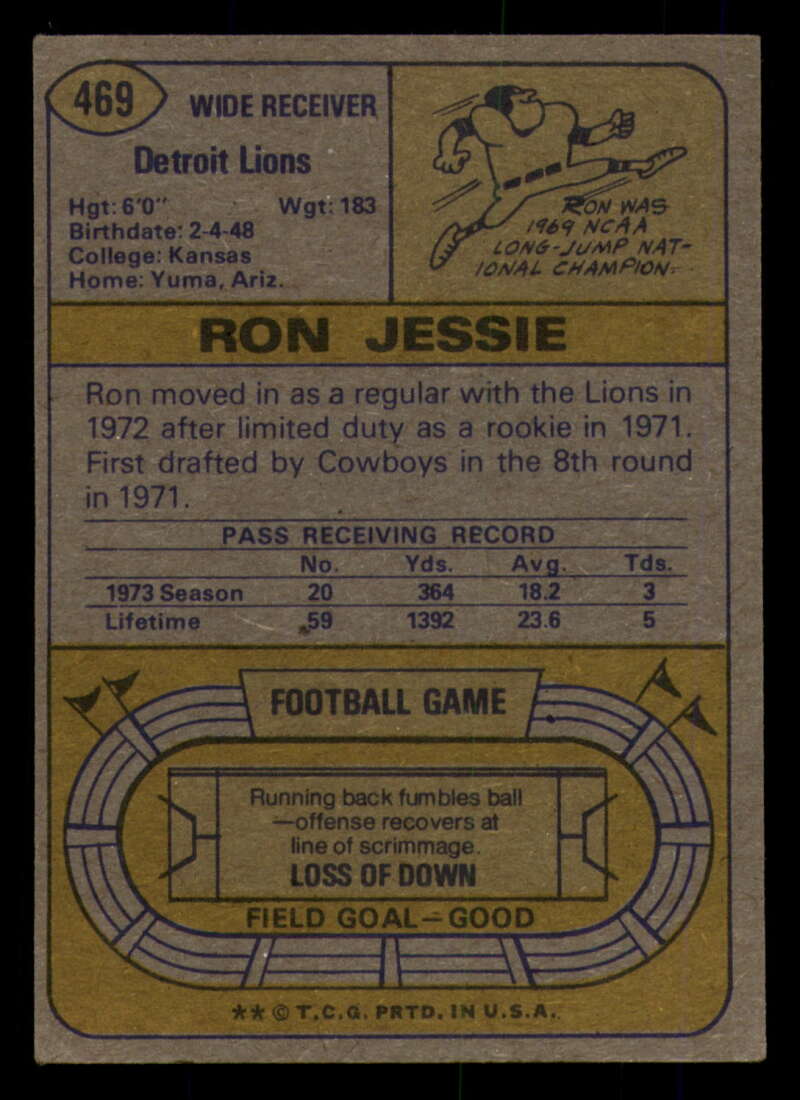 469
WIDE RECEIVER
Detroit Lions
Hgt: 6'0" Wgt: 183
Birthdate: 2-4-48
College: Kansas
Home: Yuma, Ariz.
RON WAS
1969 NCAA
LONG-JUMP NAT-
IONAL CHAMPION.
RON JESSIE
Ron moved in as a regular with the Lions in
1972 after limited duty as a rookie in 1971.
First drafted by Cowboys in the 8th round
in 1971.
PASS RECEIVING RECORD
No. Yds. Avg. Tds.
1973 Season 20 364 18.2 3
Lifetime 59 1392 23.6 5
FOOTBALL GAME
Running back fumbles ball
—offense recovers at
line of scrimmage.
LOSS OF DOWN
FIELD GOAL—GOOD
** © T.C.G. PRTD. IN U.S.A.